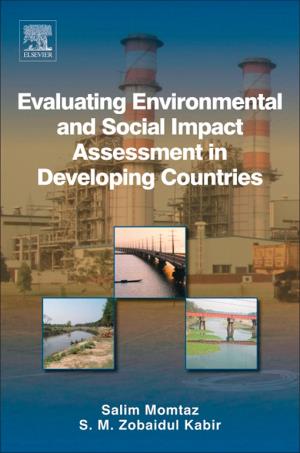 ELSEVIER
Evaluating Environmental
and Social Impact
Assessment in
Developing Countries
Salim Momtaz
S. M. Zobaidul Kabir